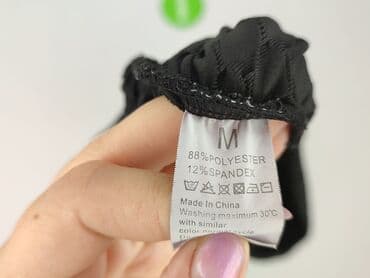 M
88%POLYESTER
12%SPANDEX
Made In China
Washing maximum 30℃
with similar